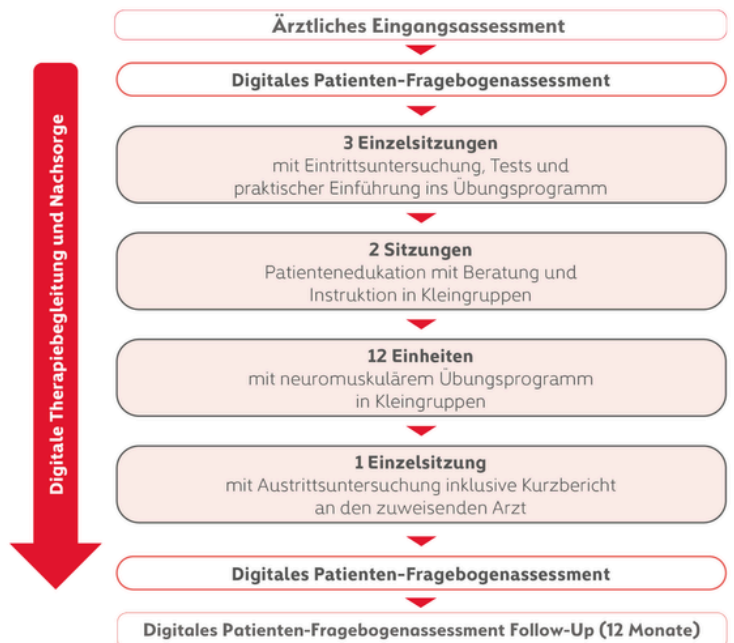 Ärztliches Eingangsassessment
Digitales Patienten-Fragebogenassessment
3 Einzelsitzungen
mit Eintrittsuntersuchung, Tests und
praktischer Einführung ins Übungsprogramm
2 Sitzungen
Patientenedukation mit Beratung und
Instruktion in Kleingruppen
12 Einheiten
mit neuromuskulärem Übungsprogramm
in Kleingruppen
1 Einzelsitzung
mit Austrittsuntersuchung inklusive Kurzbericht
an den zuweisenden Arzt
Digitales Patienten-Fragebogenassessment
Digitales Patienten-Fragebogenassessment Follow-Up (12 Monate)
Digitale Therapiebegleitung und Nachsorge